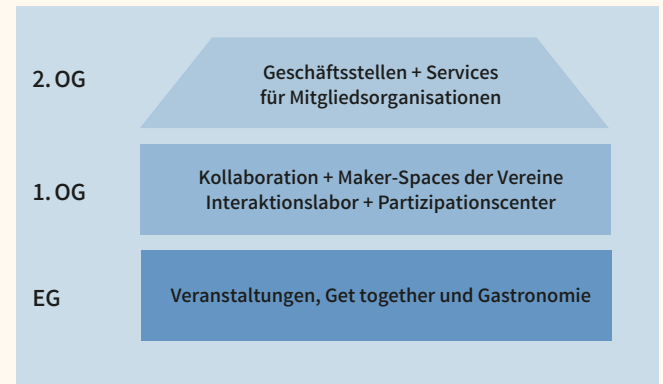 2. OG
Geschäftsstellen + Services
für Mitgliedsorganisationen
1. OG
Kollaboration + Maker-Spaces der Vereine
Interaktionslabor + Partizipationscenter
EG
Veranstaltungen, Get together und Gastronomie